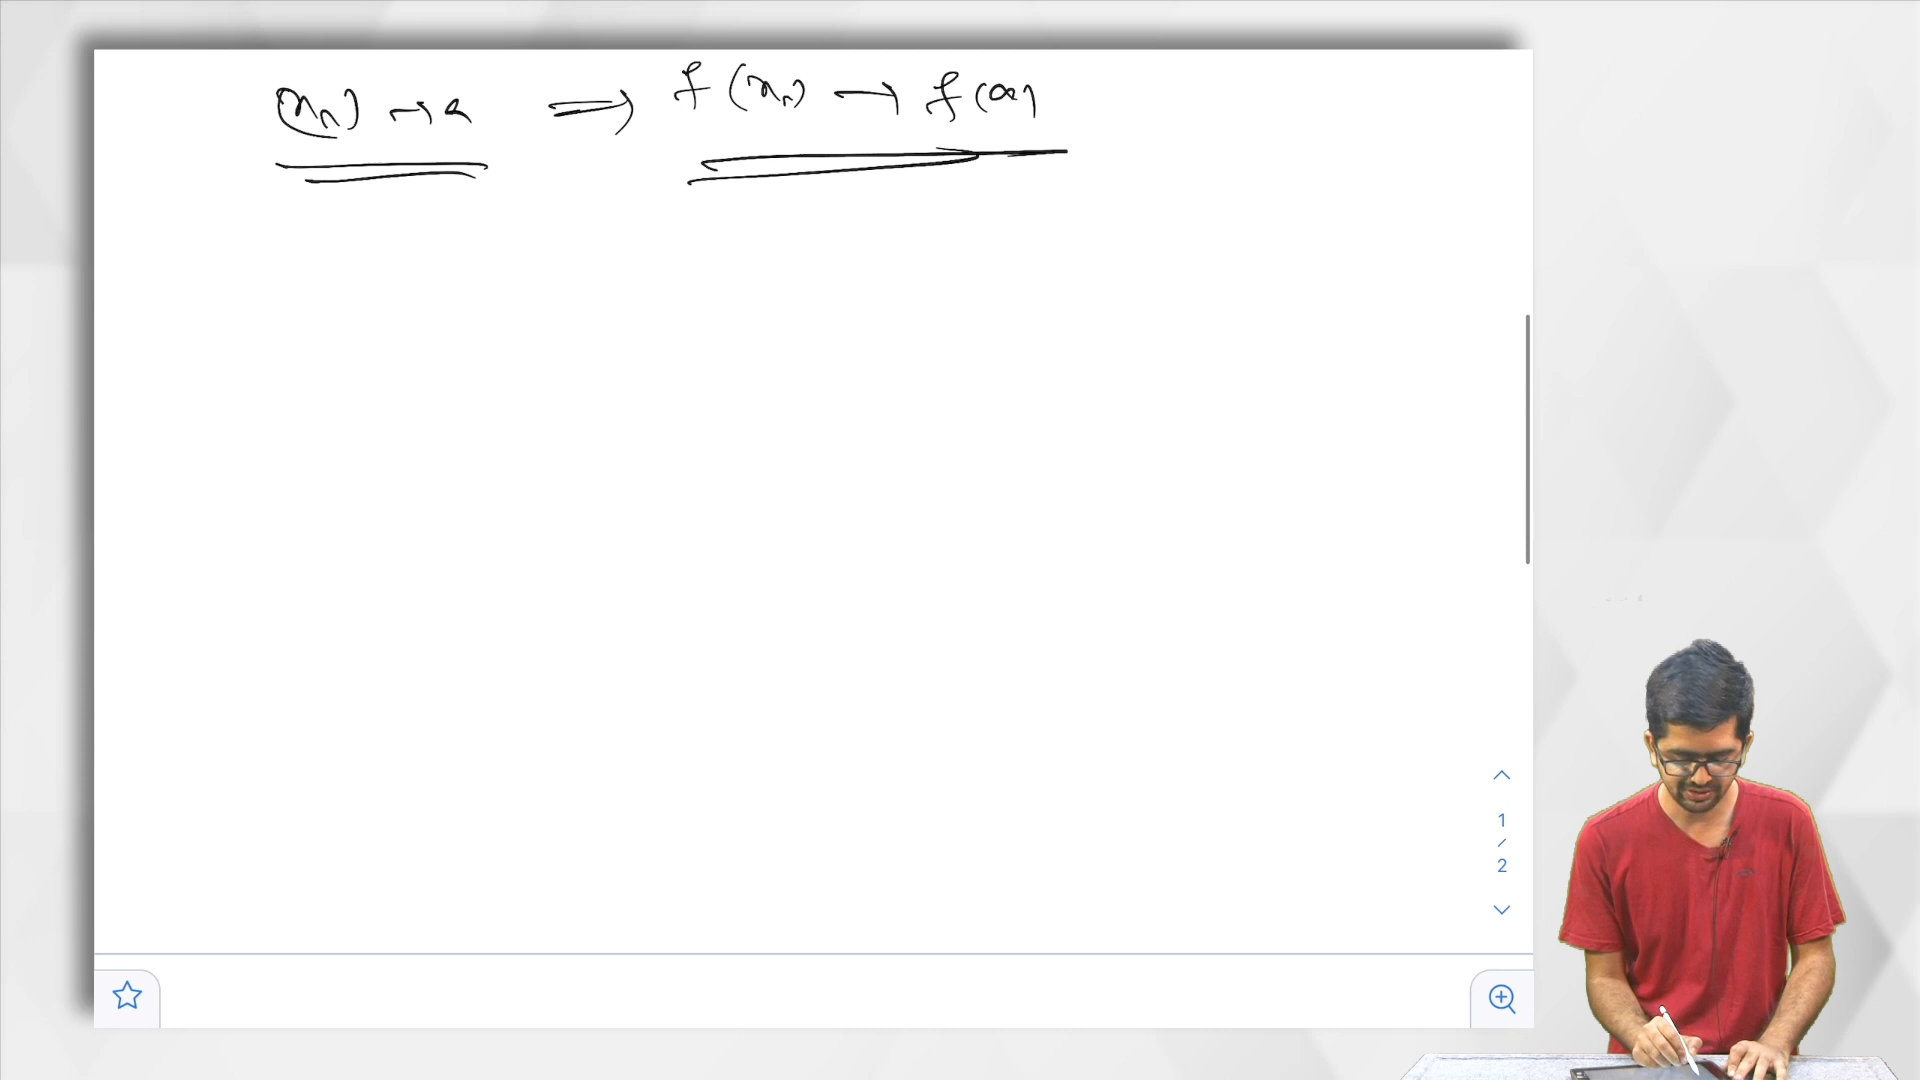 (xₙ) → a ⟹ f(xₙ) → f(a)
1
/
2